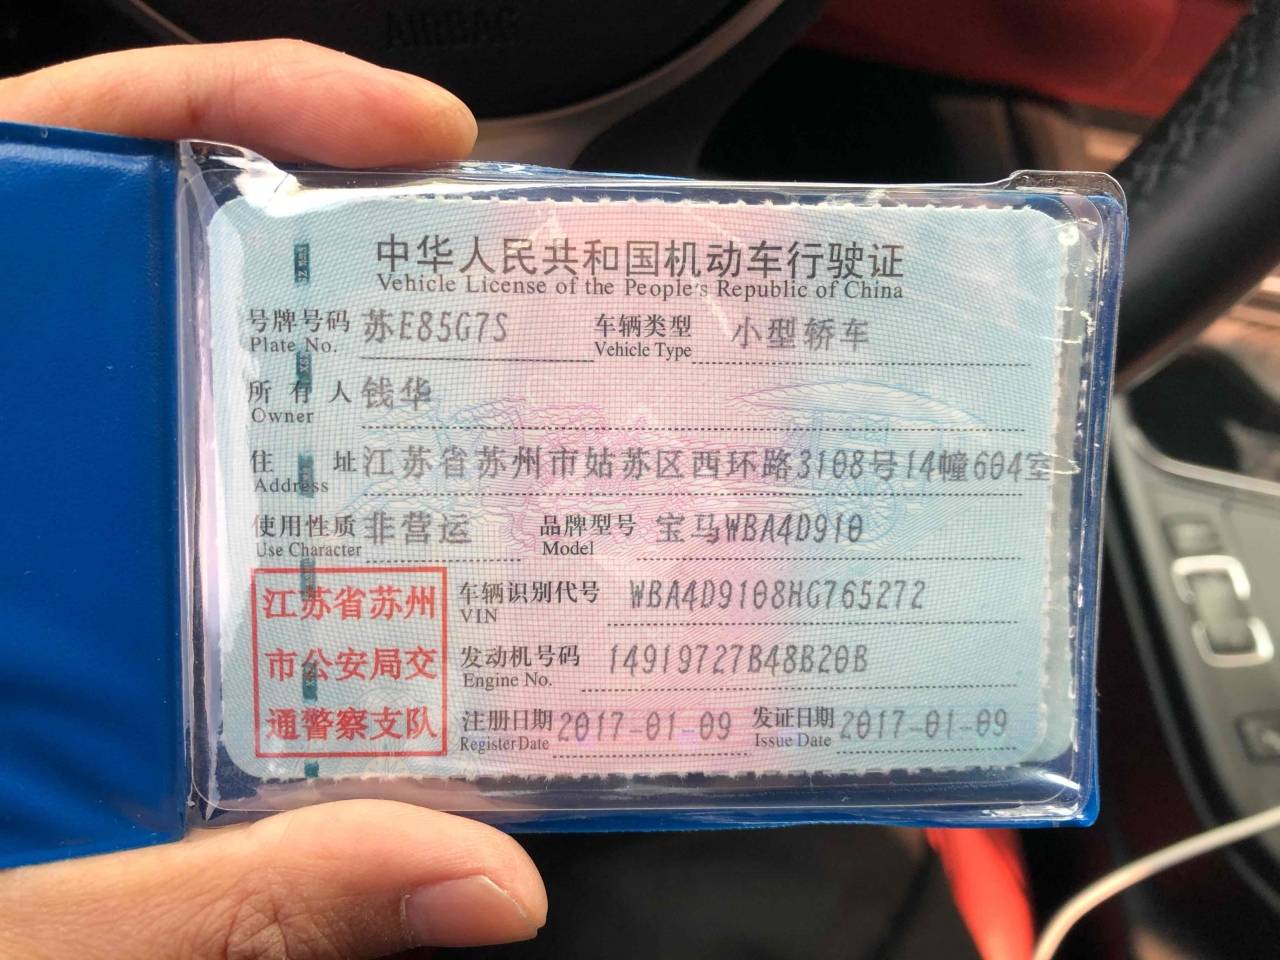 AIRBAG
中华人民共和国机动车行驶证
Vehicle License of the People's Republic of China
号牌号码 苏E85G7S 车辆类型 小型轿车
Plate No. Vehicle Type
所有人 钱华
Owner
住址 江苏省苏州市姑苏区西环路3108号14幢604室
Address
使用性质 非营运 品牌型号 宝马WBA4D910
Use Character Model
江苏省苏州
市公安局交
通警察支队
车辆识别代号 WBA4D9108HG765272
VIN
发动机号码 14919727B48B20B
Engine No.
注册日期 2017-01-09 发证日期 2017-01-09
Register Date Issue Date